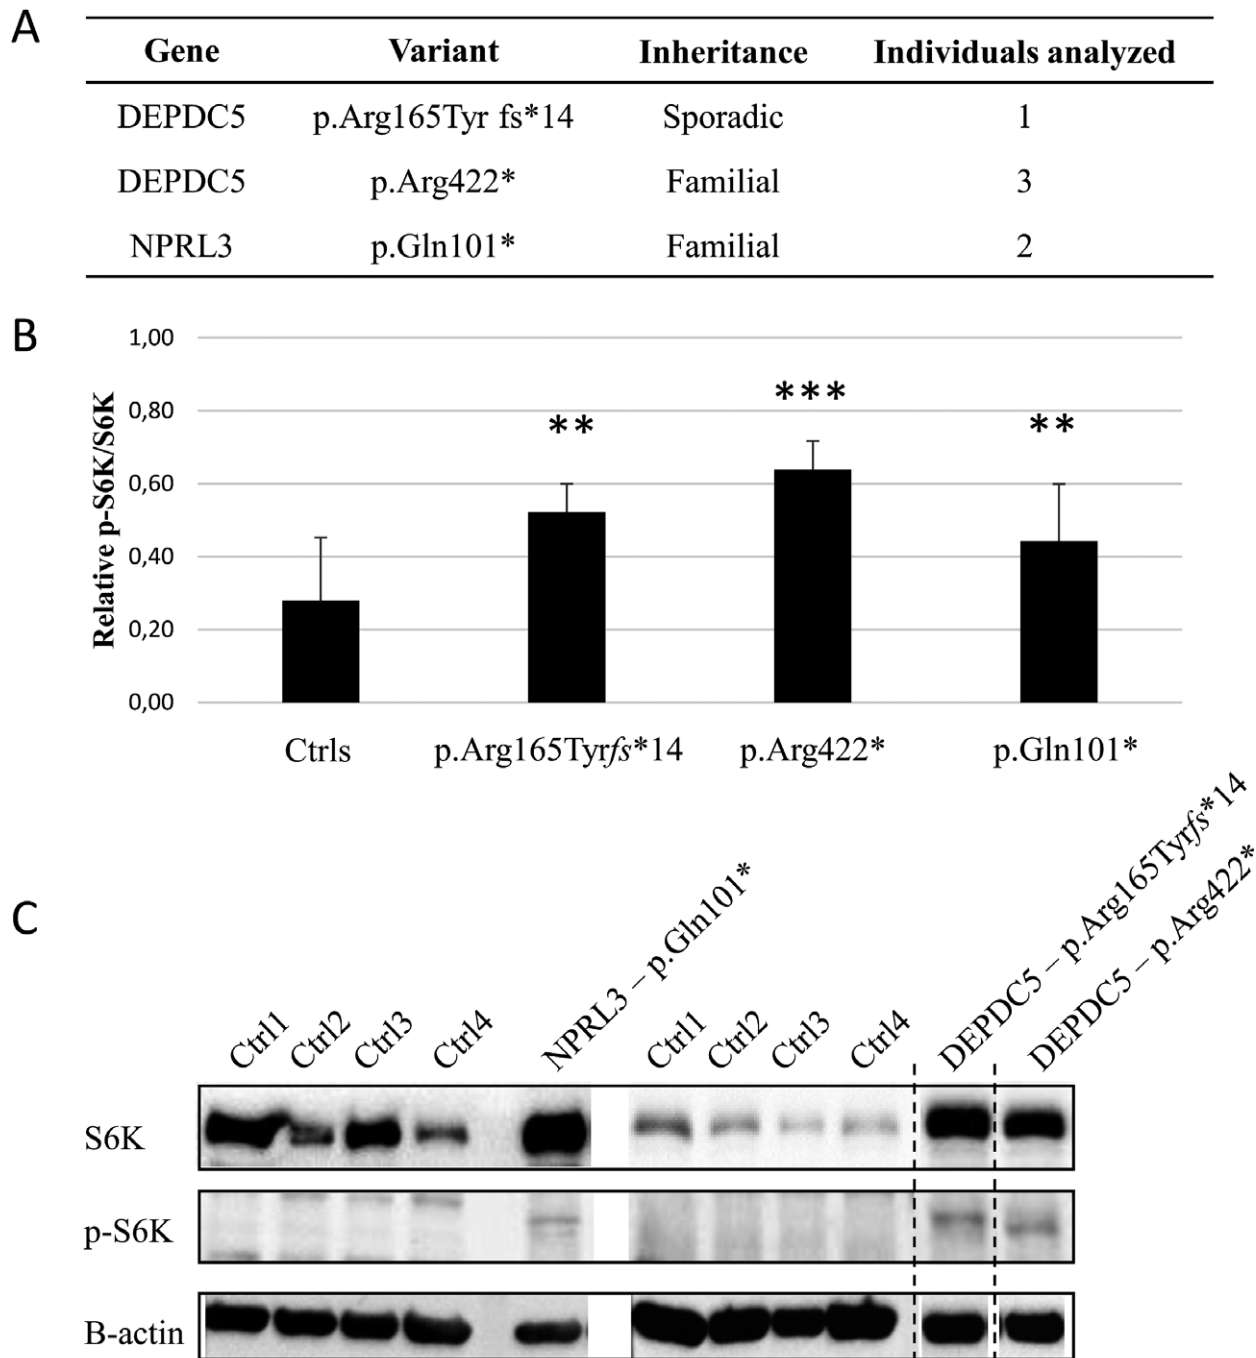 A
Gene Variant Inheritance Individuals analyzed
DEPDC5 p.Arg165Tyr fs*14 Sporadic 1
DEPDC5 p.Arg422* Familial 3
NPRL3 p.Gln101* Familial 2
B
Relative p-S6K/S6K
1,00
0,80
0,60
0,40
0,20
0,00
**
***
**
Ctrls p.Arg165Tyrfs*14 p.Arg422* p.Gln101*
C
Ctrl1
Ctrl2
Ctrl3
Ctrl4
NPRL3 – p.Gln101*
Ctrl1
Ctrl2
Ctrl3
Ctrl4
DEPDC5 – p.Arg165Tyrfs*14
DEPDC5 – p.Arg422*
S6K
p-S6K
B-actin